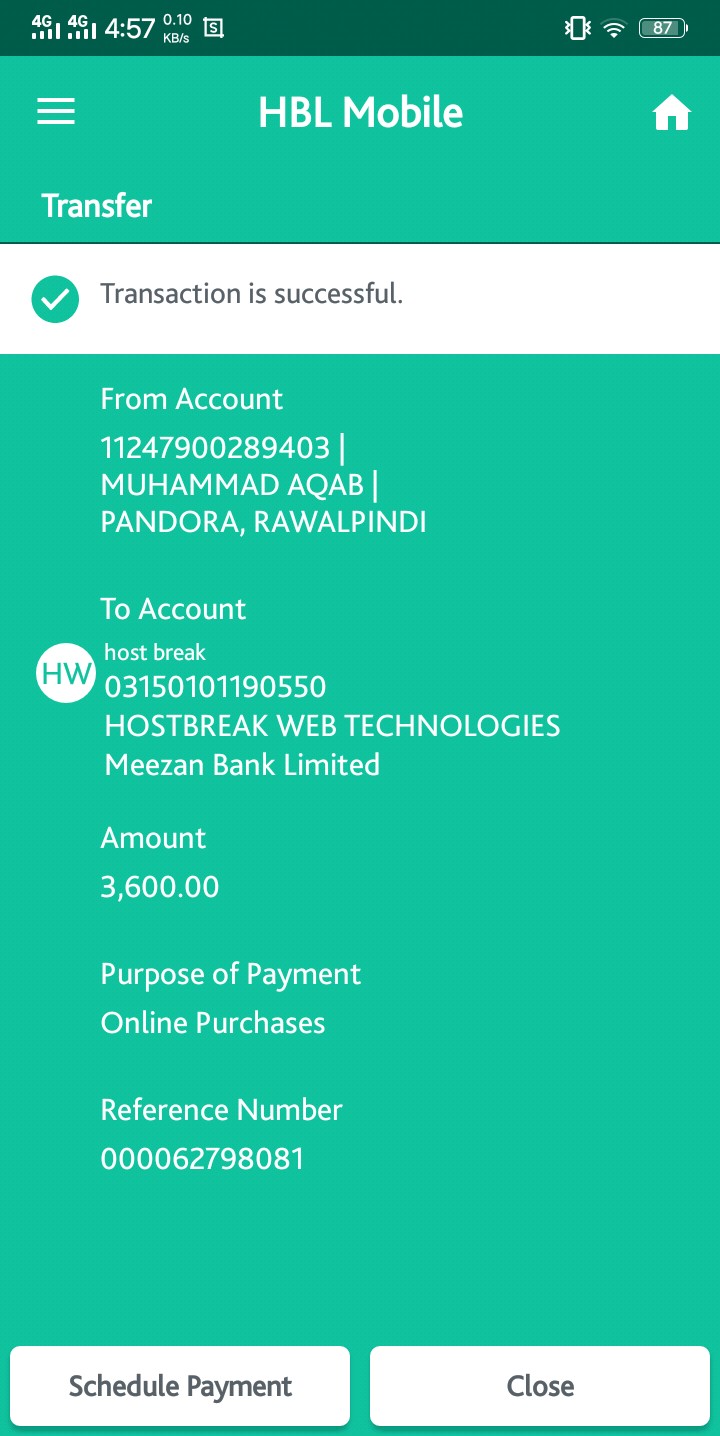 4G 4G 4:57 0.10 KB/s S 87
HBL Mobile
Transfer
Transaction is successful.
From Account
11247900289403 |
MUHAMMAD AQAB |
PANDORA, RAWALPINDI
To Account
host break
HW
03150101190550
HOSTBREAK WEB TECHNOLOGIES
Meezan Bank Limited
Amount
3,600.00
Purpose of Payment
Online Purchases
Reference Number
000062798081
Schedule Payment Close